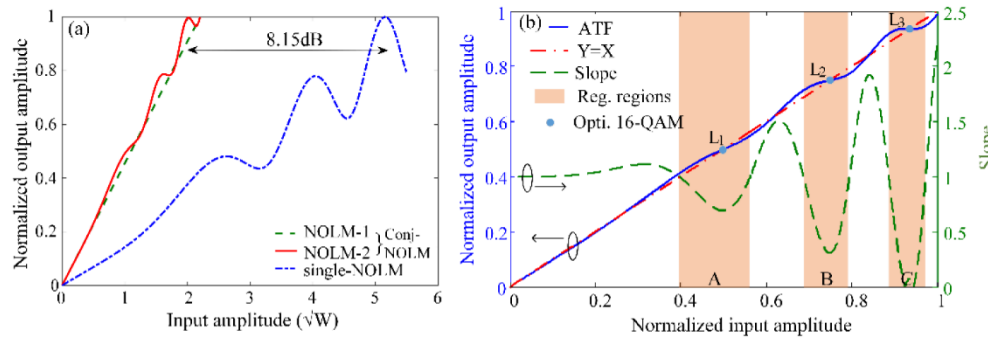 (a)
8.15dB
NOLM-1
NOLM-2
Conj-
NOLM
single-NOLM
Normalized output amplitude
1
0.8
0.6
0.4
0.2
0
0 1 2 3 4 5 6
Input amplitude (√W)
(b)
ATF
Y=X
Slope
Reg. regions
Opti. 16-QAM
L1
L2
L3
A
B
C
Normalized output amplitude
1
0.8
0.6
0.4
0.2
0
0 0.2 0.4 0.6 0.8 1
Normalized input amplitude
2.5
2
1.5
1
0.5
0
Slope